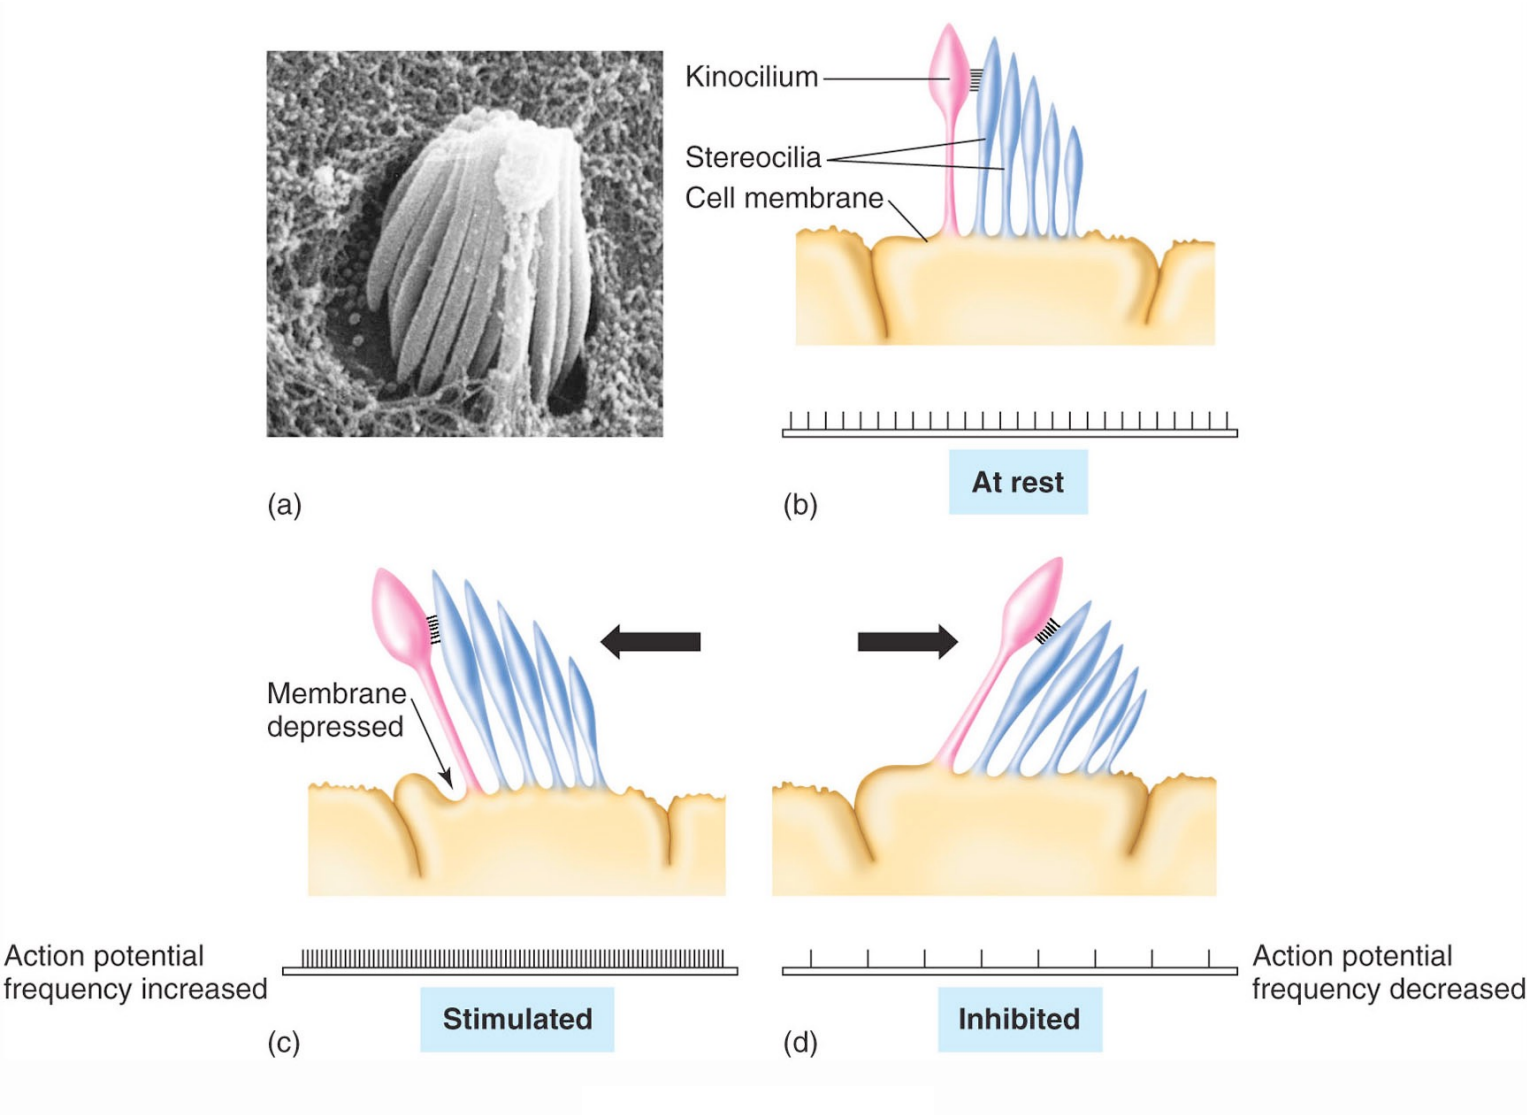 Kinocilium
Stereocilia
Cell membrane
(a)
(b)
At rest
Membrane
depressed
Action potential
frequency increased
(c)
Stimulated
(d)
Inhibited
Action potential
frequency decreased